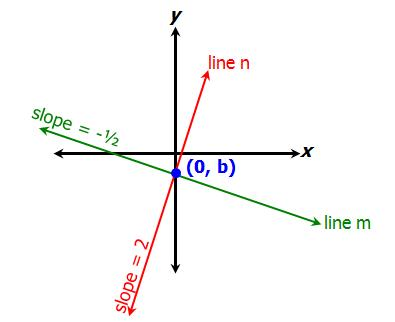 y
line n
slope = -½
x
(0, b)
line m
slope = 2